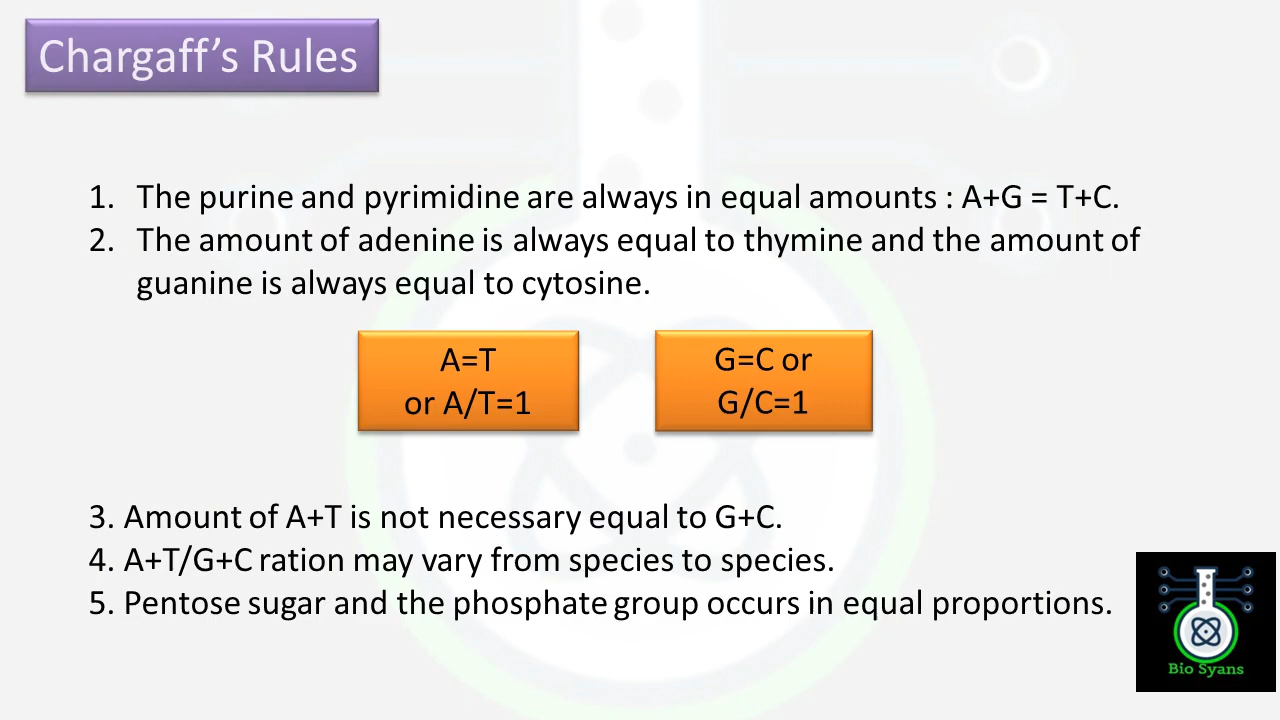 Chargaff’s Rules
1. The purine and pyrimidine are always in equal amounts : A+G = T+C.
2. The amount of adenine is always equal to thymine and the amount of
guanine is always equal to cytosine.
A=T
or A/T=1
G=C or
G/C=1
3. Amount of A+T is not necessary equal to G+C.
4. A+T/G+C ration may vary from species to species.
5. Pentose sugar and the phosphate group occurs in equal proportions.
Bio Syans